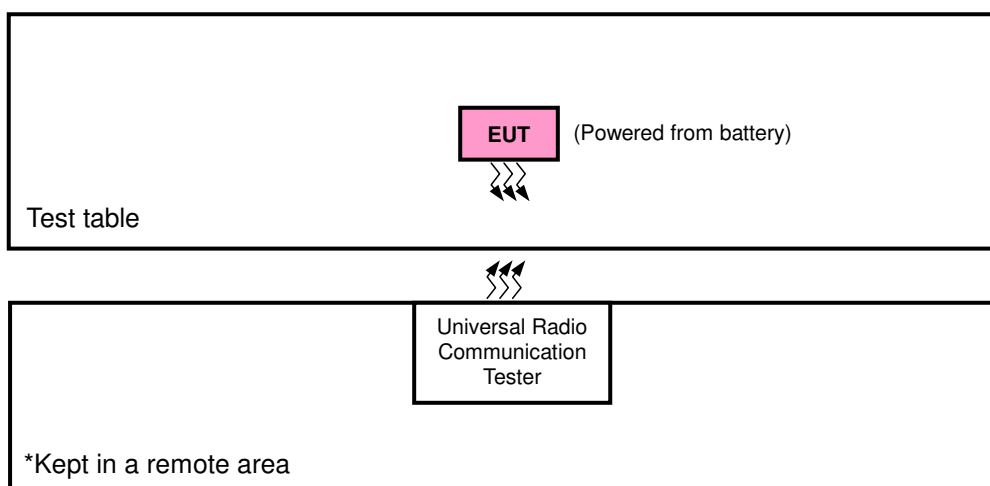 EUT
(Powered from battery)
Test table
Universal Radio
Communication
Tester
*Kept in a remote area